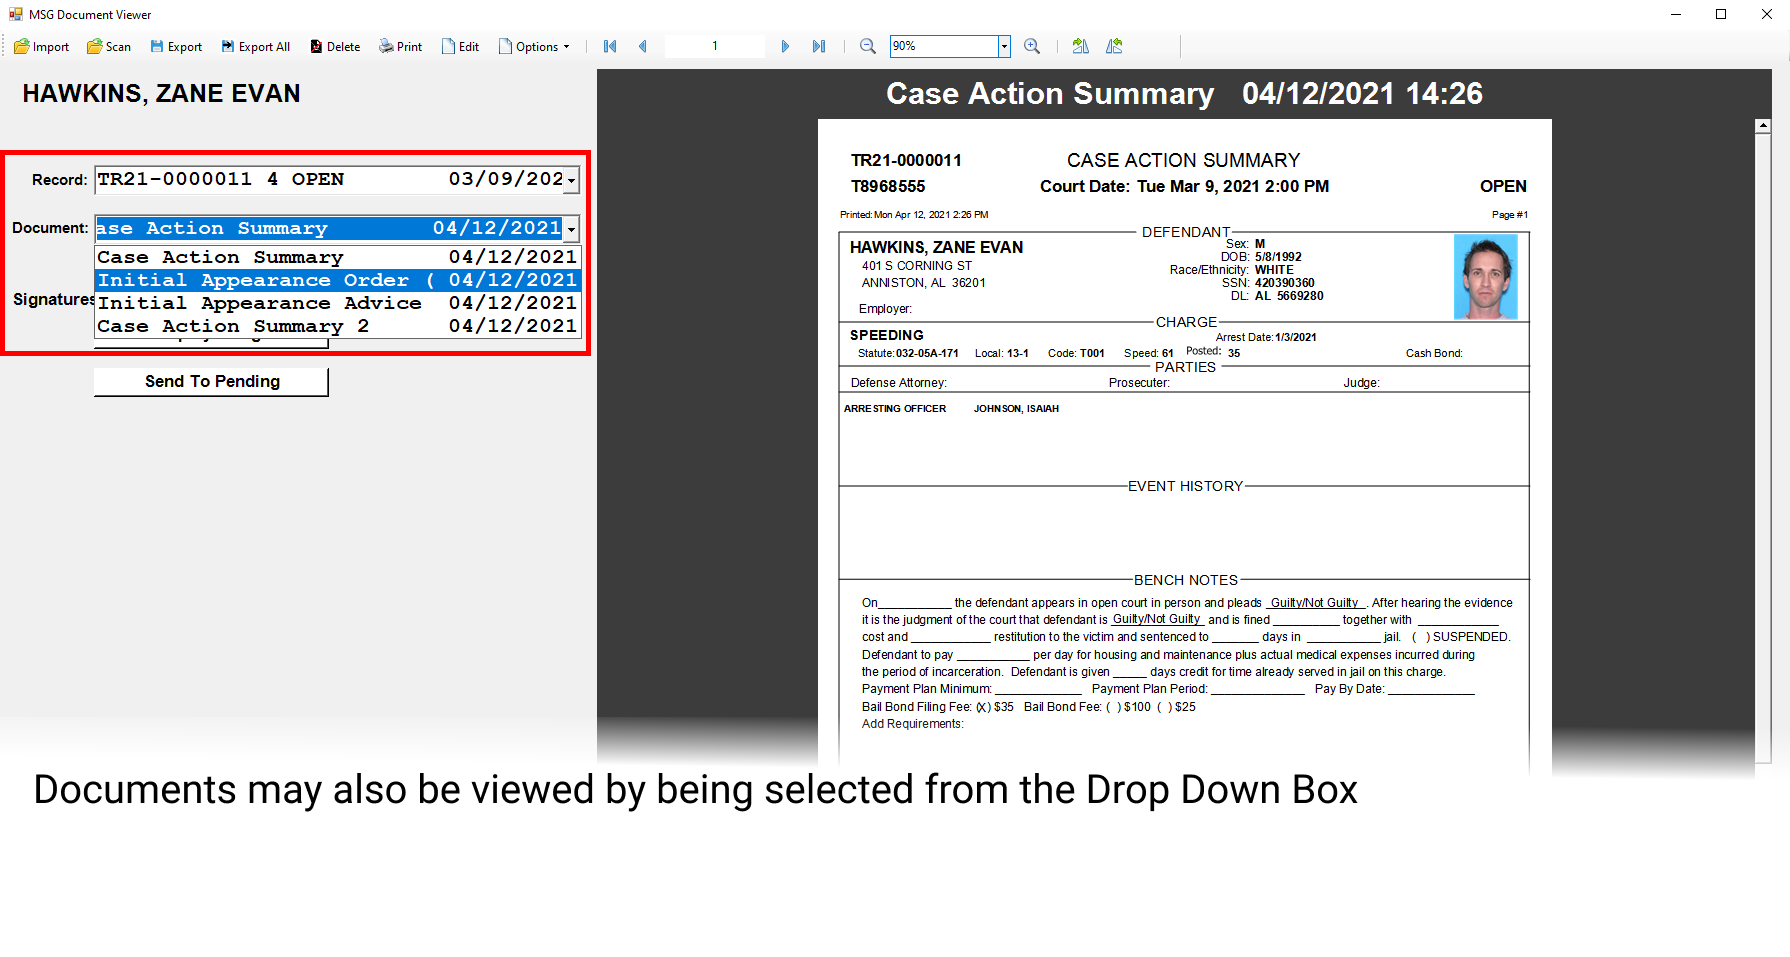 MSG Document Viewer
Import Scan Export Export All Delete Print Edit Options 1 90%
HAWKINS, ZANE EVAN
Record: TR21-0000011 4 OPEN 03/09/202
Document: ase Action Summary 04/12/2021
Case Action Summary 04/12/2021
Initial Appearance Order ( 04/12/2021
Signatures
Initial Appearance Advice 04/12/2021
Case Action Summary 2 04/12/2021
Send To Pending
Case Action Summary 04/12/2021 14:26
TR21-0000011 CASE ACTION SUMMARY
T8968555 Court Date: Tue Mar 9, 2021 2:00 PM OPEN
Printed: Mon Apr 12, 2021 2:26 PM Page #1
DEFENDANT
HAWKINS, ZANE EVAN Sex: M
401 S CORNING ST DOB: 5/8/1992
ANNISTON, AL 36201 Race/Ethnicity: WHITE
SSN: 420390360
DL: AL 5669280
Employer:
CHARGE
SPEEDING Arrest Date: 1/3/2021
Statute: 032-05A-171 Local: 13-1 Code: T001 Speed: 61 Posted: 35 Cash Bond:
PARTIES
Defense Attorney: Prosecuter: Judge:
ARRESTING OFFICER JOHNSON, ISAIAH
EVENT HISTORY
BENCH NOTES
On____________ the defendant appears in open court in person and pleads _Guilty/Not Guilty_. After hearing the evidence
it is the judgment of the court that defendant is _Guilty/Not Guilty_ and is fined ___________ together with _____________
cost and _____________ restitution to the victim and sentenced to ________ days in ____________ jail. ( ) SUSPENDED.
Defendant to pay ____________ per day for housing and maintenance plus actual medical expenses incurred during
the period of incarceration. Defendant is given _____ days credit for time already served in jail on this charge.
Payment Plan Minimum: ______________ Payment Plan Period: _______________ Pay By Date: ______________
Bail Bond Filing Fee: (X) $35 Bail Bond Fee: ( ) $100 ( ) $25
Add Requirements:
Documents may also be viewed by being selected from the Drop Down Box